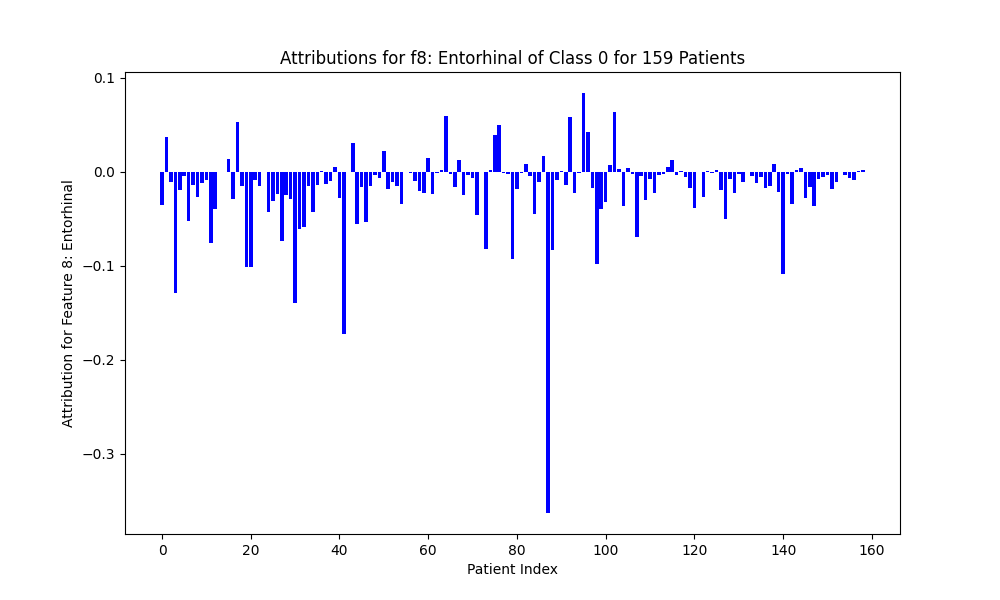 Attributions for f8: Entorhinal of Class 0 for 159 Patients
Attribution for Feature 8: Entorhinal
0.1
0.0
−0.1
−0.2
−0.3
0 20 40 60 80 100 120 140 160
Patient Index